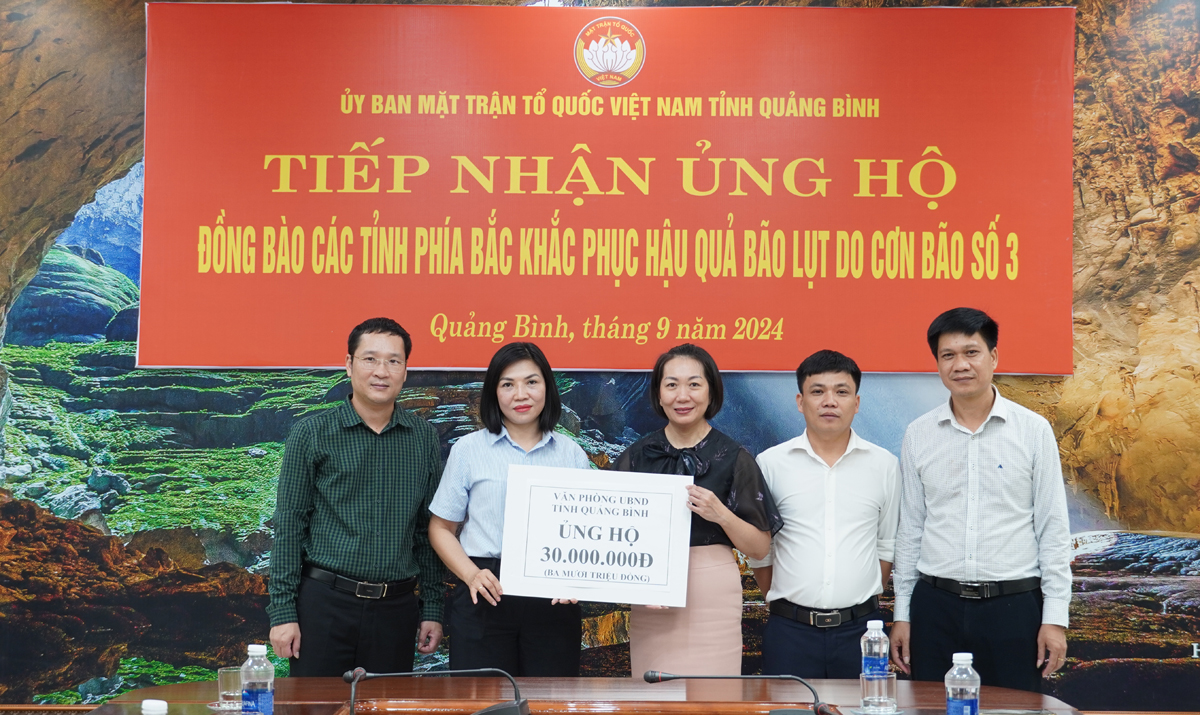 MẶT TRẬN TỔ QUỐC
VIỆT NAM
ỦY BAN MẶT TRẬN TỔ QUỐC VIỆT NAM TỈNH QUẢNG BÌNH
TIẾP NHẬN ỦNG HỘ
ĐỒNG BÀO CÁC TỈNH PHÍA BẮC KHẮC PHỤC HẬU QUẢ BÃO LỤT DO CƠN BÃO SỐ 3
Quảng Bình, tháng 9 năm 2024
VĂN PHÒNG UBND
TỈNH QUẢNG BÌNH
ỦNG HỘ
30.000.000Đ
(BA MƯƠI TRIỆU ĐỒNG)